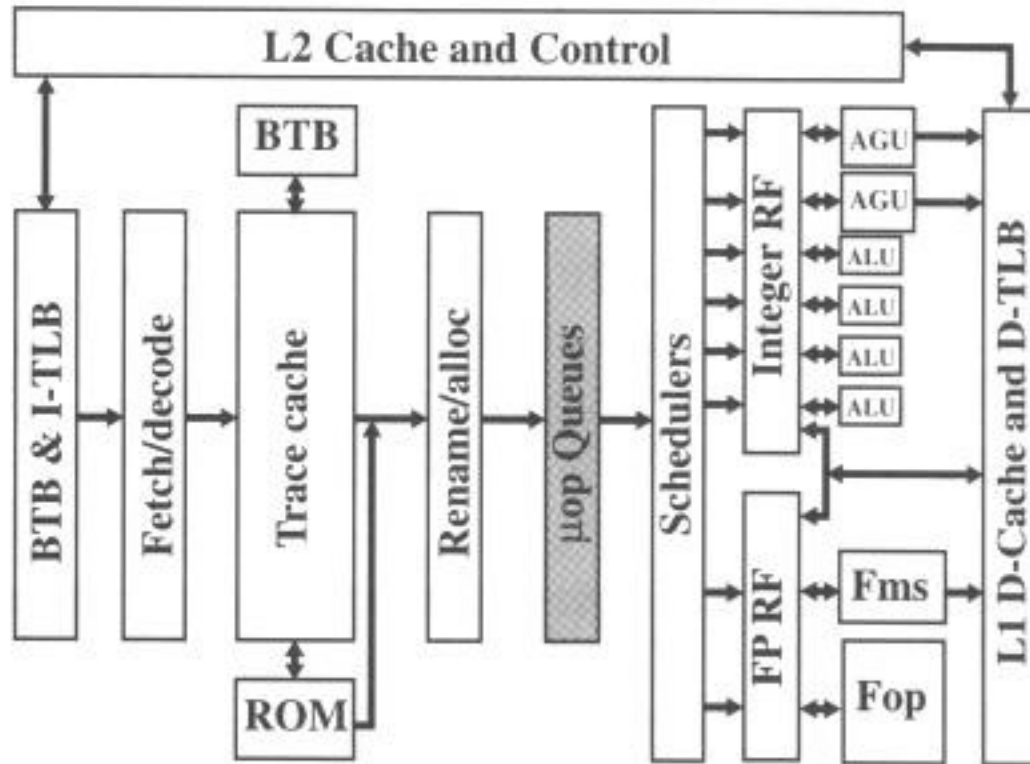 L2 Cache and Control
BTB & I-TLB
Fetch/decode
BTB
Trace cache
ROM
Rename/alloc
µop Queues
Schedulers
Integer RF
FP RF
AGU
AGU
ALU
ALU
ALU
ALU
Fms
Fop
L1 D-Cache and D-TLB